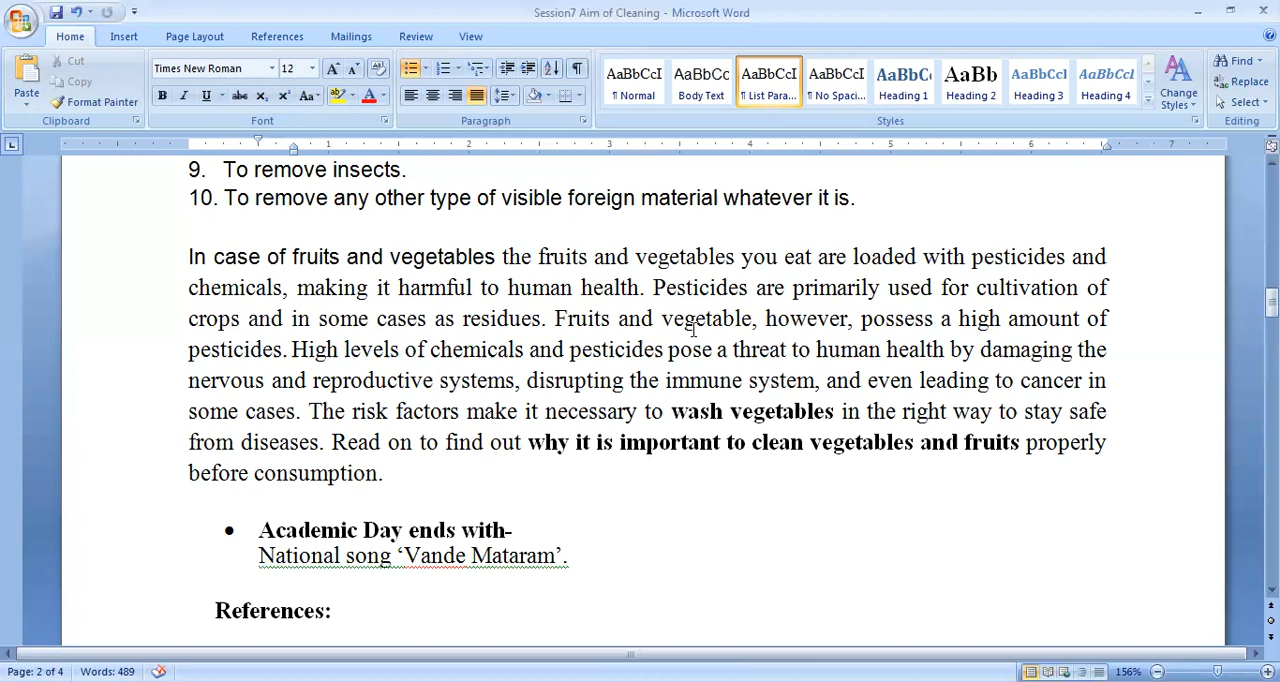 Session7 Aim of Cleaning - Microsoft Word
Home Insert Page Layout References Mailings Review View
Paste
Cut
Copy
Format Painter
Clipboard
Times New Roman 12
Font
Paragraph
AaBbCcI AaBbCc AaBbCcI AaBbCcI AaBbC AaBb AaBbCcI AaBbCcI
¶ Normal Body Text ¶ List Para... ¶ No Spaci... Heading 1 Heading 2 Heading 3 Heading 4
Change Styles
Styles
Find
Replace
Select
Editing
1 2 3 4 5 6 7
9. To remove insects.
10. To remove any other type of visible foreign material whatever it is.
In case of fruits and vegetables the fruits and vegetables you eat are loaded with pesticides and
chemicals, making it harmful to human health. Pesticides are primarily used for cultivation of
crops and in some cases as residues. Fruits and vegetable, however, possess a high amount of
pesticides. High levels of chemicals and pesticides pose a threat to human health by damaging the
nervous and reproductive systems, disrupting the immune system, and even leading to cancer in
some cases. The risk factors make it necessary to wash vegetables in the right way to stay safe
from diseases. Read on to find out why it is important to clean vegetables and fruits properly
before consumption.
• Academic Day ends with-
National song ‘Vande Mataram’.
References:
Page: 2 of 4 Words: 489 156%